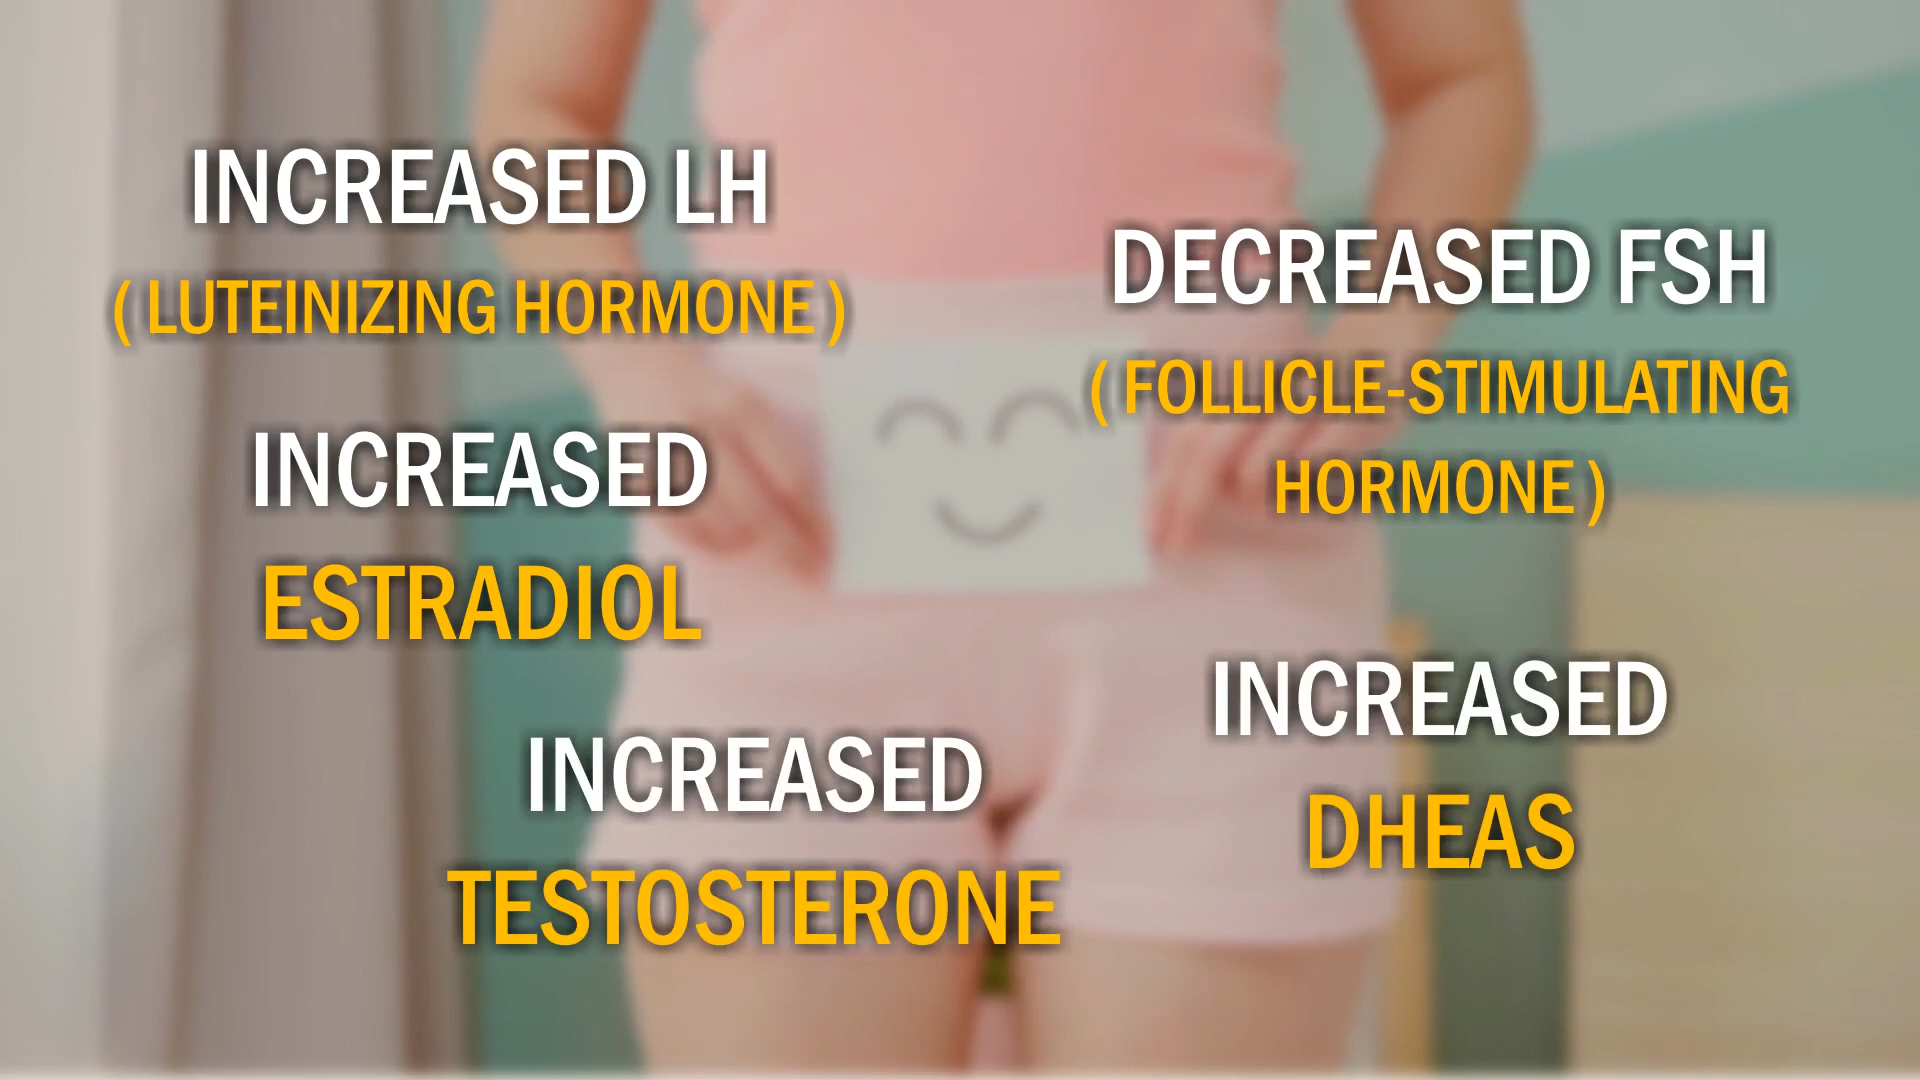 INCREASED LH
( LUTEINIZING HORMONE )
DECREASED FSH
( FOLLICLE-STIMULATING
HORMONE )
INCREASED
ESTRADIOL
INCREASED
DHEAS
INCREASED
TESTOSTERONE